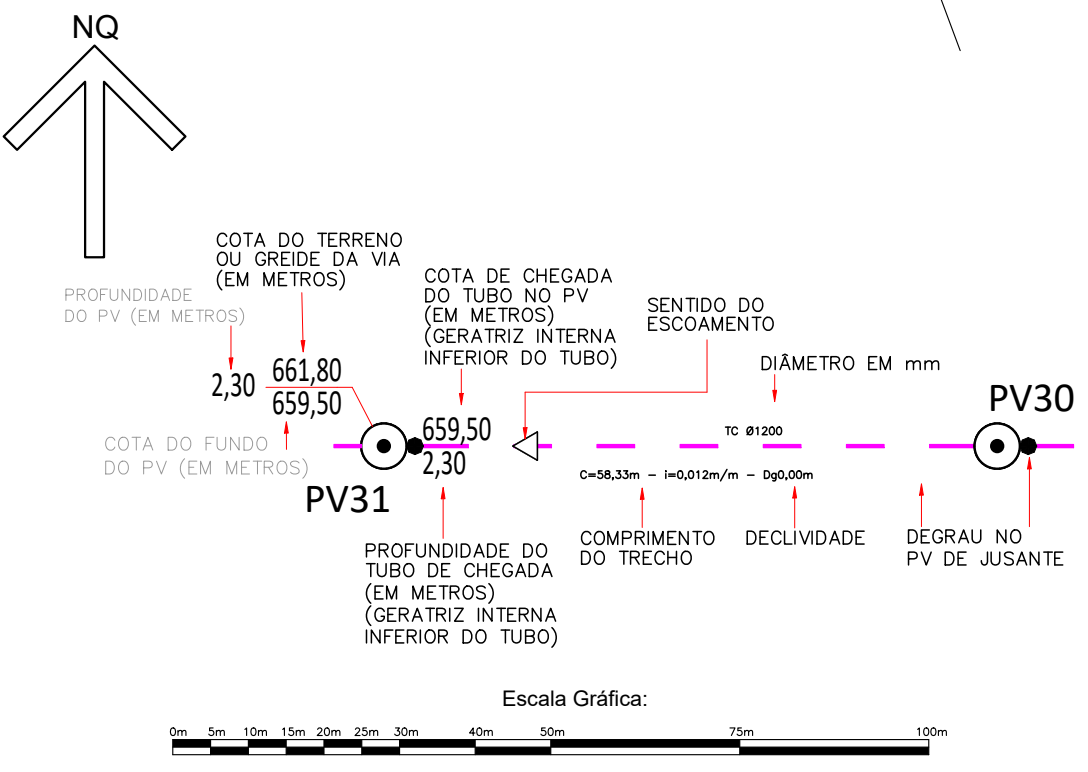 NQ
COTA DO TERRENO
OU GREIDE DA VIA
(EM METROS)
PROFUNDIDADE
DO PV (EM METROS)
COTA DE CHEGADA
DO TUBO NO PV
(EM METROS)
(GERATRIZ INTERNA
INFERIOR DO TUBO)
SENTIDO DO
ESCOAMENTO
DIÂMETRO EM mm
2,30
661,80
659,50
COTA DO FUNDO
DO PV (EM METROS)
PV31
659,50
2,30
TC Ø1200
C=58,33m – i=0,012m/m – Dg0,00m
PV30
PROFUNDIDADE DO
TUBO DE CHEGADA
(EM METROS)
(GERATRIZ INTERNA
INFERIOR DO TUBO)
COMPRIMENTO
DO TRECHO
DECLIVIDADE
DEGRAU NO
PV DE JUSANTE
Escala Gráfica:
0m 5m 10m 15m 20m 25m 30m 40m 50m 75m 100m